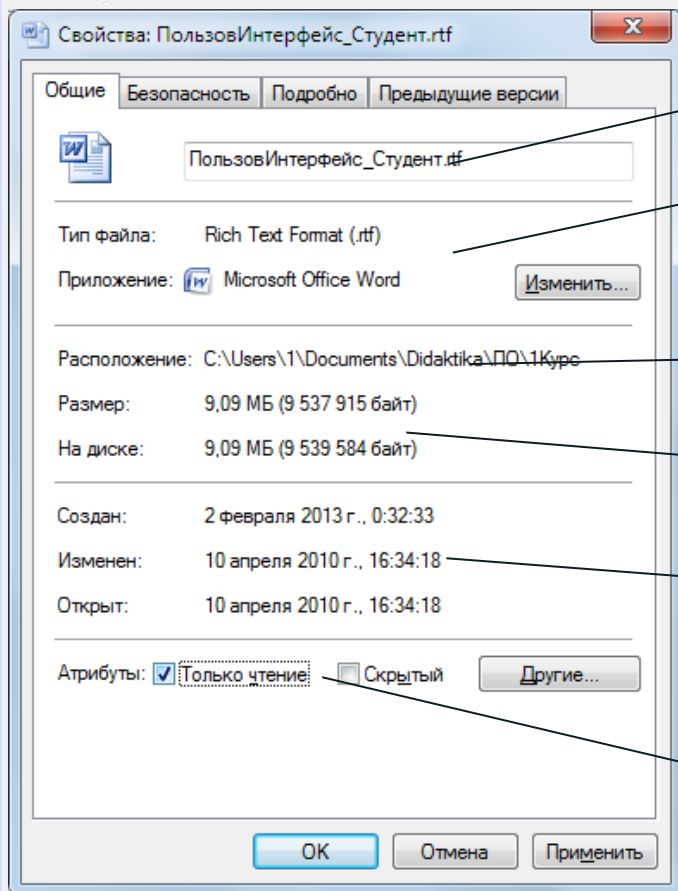 Свойства: ПользовИнтерфейс_Студент.rtf
Общие Безопасность Подробно Предыдущие версии
ПользовИнтерфейс_Студент.rtf
Тип файла: Rich Text Format (.rtf)
Приложение: Microsoft Office Word Изменить...
Расположение: C:\Users\1\Documents\Didaktika\ПО\1Курс
Размер: 9,09 МБ (9 537 915 байт)
На диске: 9,09 МБ (9 539 584 байт)
Создан: 2 февраля 2013 г., 0:32:33
Изменен: 10 апреля 2010 г., 16:34:18
Открыт: 10 апреля 2010 г., 16:34:18
Атрибуты: Только чтение Скрытый Другие...
OK Отмена Применить